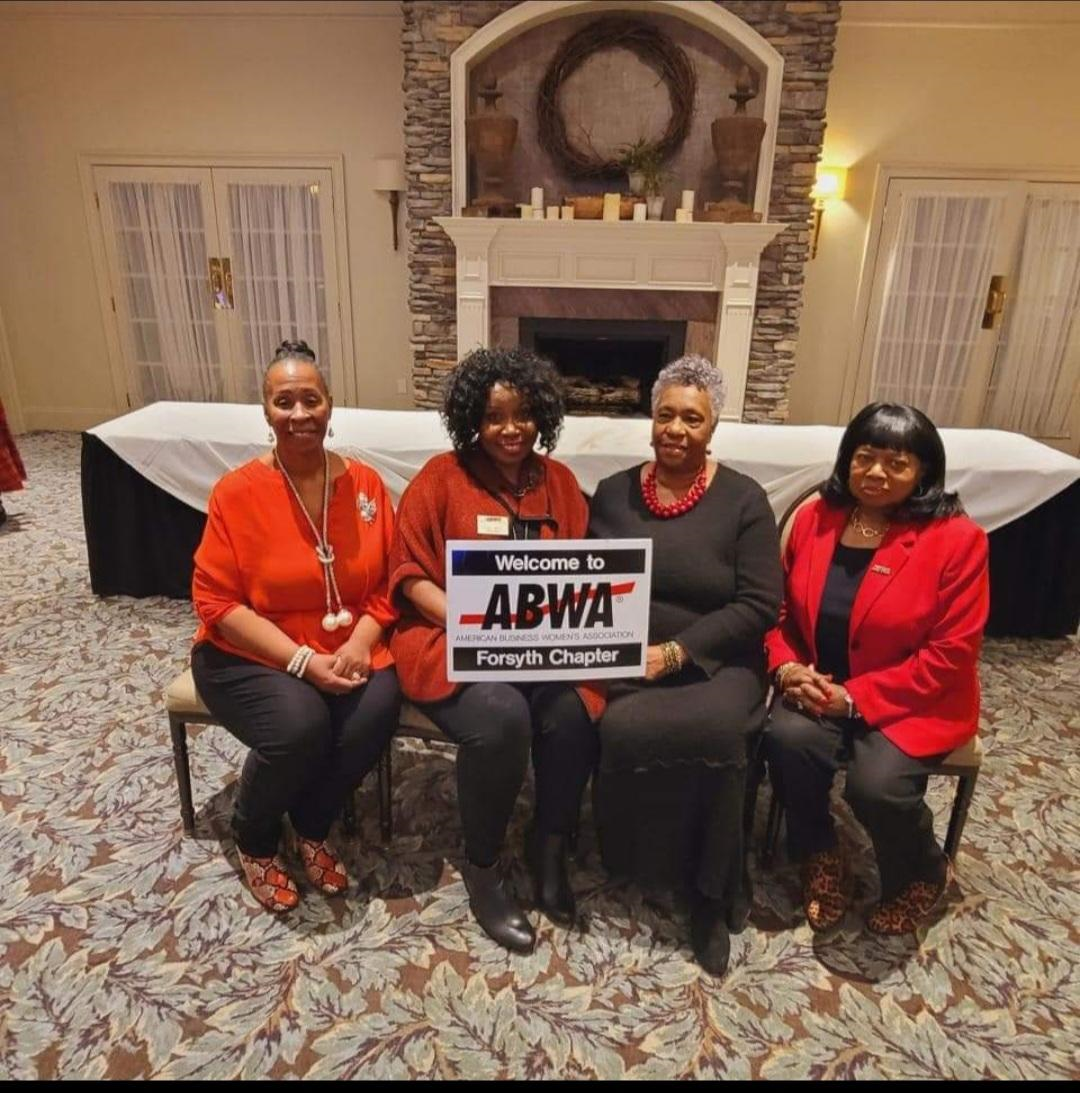 Welcome to
ABWA®
AMERICAN BUSINESS WOMEN'S ASSOCIATION
Forsyth Chapter